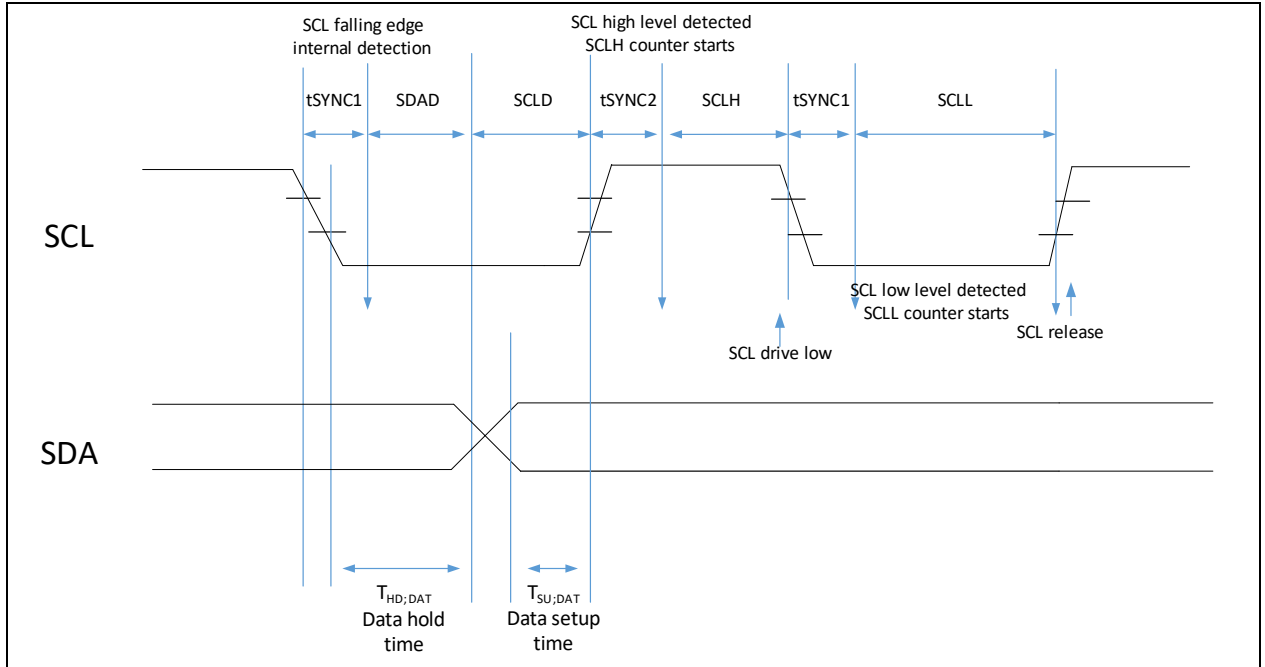 SCL falling edge
internal detection
SCL high level detected
SCLH counter starts
tSYNC1
SDAD
SCLD
tSYNC2
SCLH
tSYNC1
SCLL
SCL
SCL low level detected
SCLL counter starts
SCL drive low
SCL release
SDA
THD;DAT
Data hold
time
TSU;DAT
Data setup
time